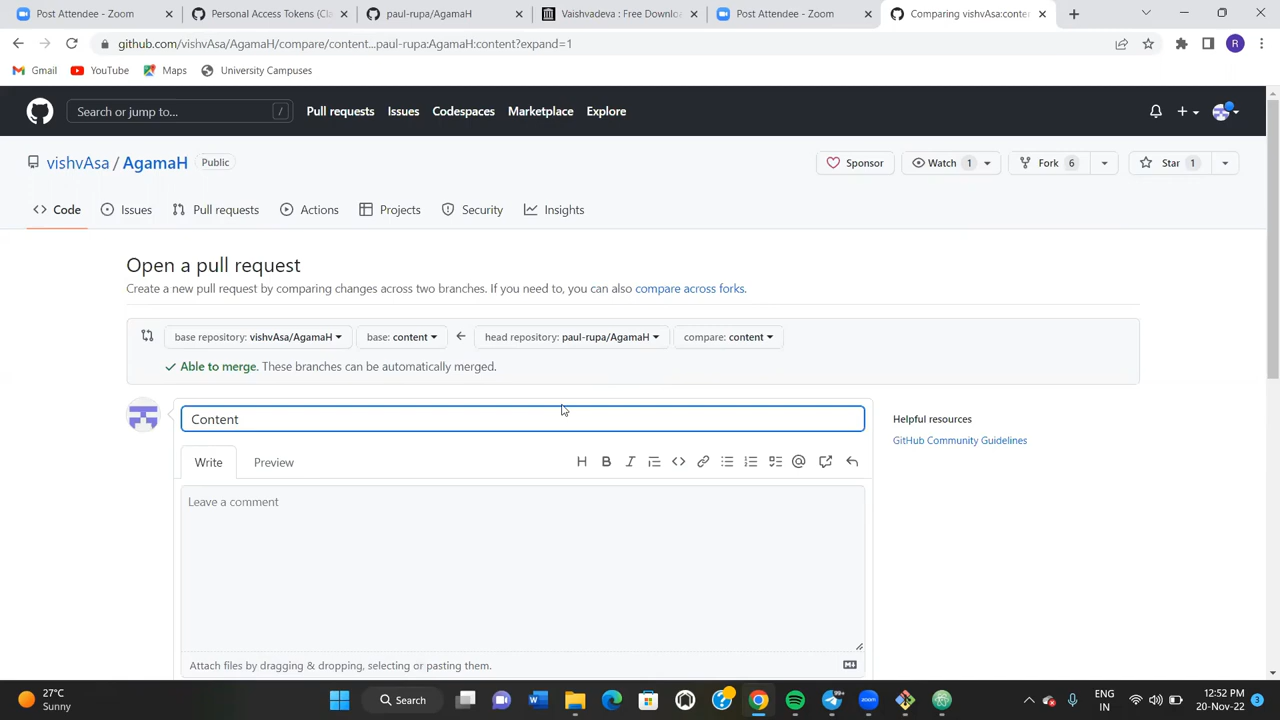 Post Attendee - Zoom
Personal Access Tokens (Cla
paul-rupa/AgamaH
Vaishvadeva : Free Downlo
Post Attendee - Zoom
Comparing vishvAsa:conte
github.com/vishvAsa/AgamaH/compare/content...paul-rupa:AgamaH:content?expand=1
R
Gmail
YouTube
Maps
University Campuses
Search or jump to...
/
Pull requests
Issues
Codespaces
Marketplace
Explore
vishvAsa / AgamaH
Public
Sponsor
Watch 1
Fork 6
Star 1
Code
Issues
Pull requests
Actions
Projects
Security
Insights
Open a pull request
Create a new pull request by comparing changes across two branches. If you need to, you can also compare across forks.
base repository: vishvAsa/AgamaH
base: content
head repository: paul-rupa/AgamaH
compare: content
Able to merge. These branches can be automatically merged.
Content
Helpful resources
GitHub Community Guidelines
Write
Preview
H B I
Leave a comment
Attach files by dragging & dropping, selecting or pasting them.
27°C
Sunny
Search
W
99+
zoom
ENG
IN
12:52 PM
20-Nov-22
3